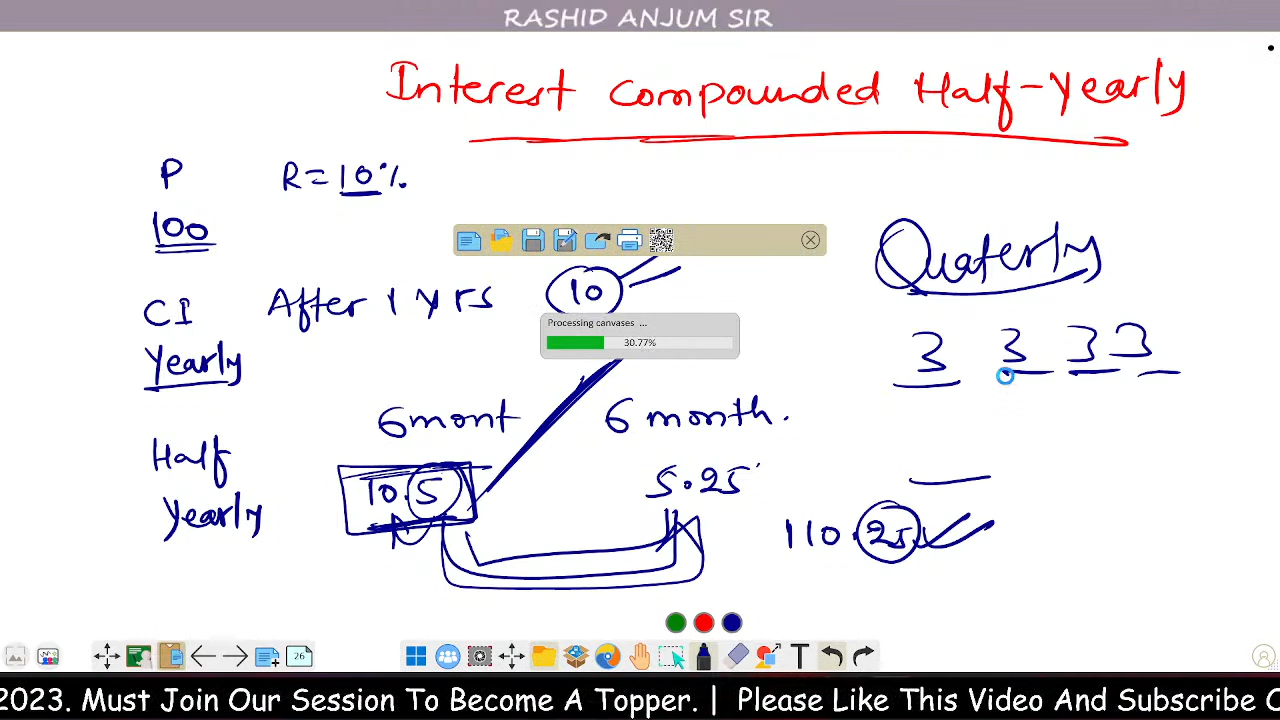 RASHID ANJUM SIR
Interest compounded Half-Yearly
P R = 10%
100
Quaterly
CI After 1 yrs 10
Yearly
Processing canvases ...
30.77%
3 3 3 3
6 mont 6 month.
Half
yearly
10.5 5.25
110.25
26
T
2023. Must Join Our Session To Become A Topper. | Please Like This Video And Subscribe C